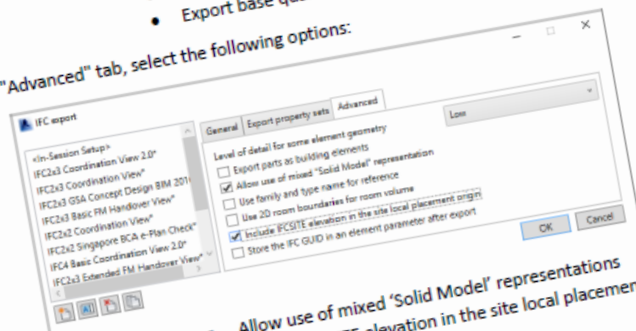 • Export base
"Advanced" tab, select the following options:
IFC export
<In-Session Setup>
IFC2x3 Coordination View 2.0*
IFC2x3 Coordination View*
IFC2x3 GSA Concept Design BIM
IFC2x3 Basic FM Handover View*
IFC2x2 Coordination View*
IFC2x2 Singapore BCA e-Plan Check*
IFC4 Basic Coordination View 2.0*
IFC2x3 Extended FM Handover View*
General Export property sets Advanced
Level of detail for some element geometry Low
Export parts as building elements
Allow use of mixed "Solid Model" representation
Use family and type name for reference
Use 2D room boundaries for room volume
Include IFCSITE elevation in the site local placement origin
Store the IFC GUID in an element parameter after export
OK Cancel
Allow use of mixed ‘Solid Model’ representations
elevation in the site local